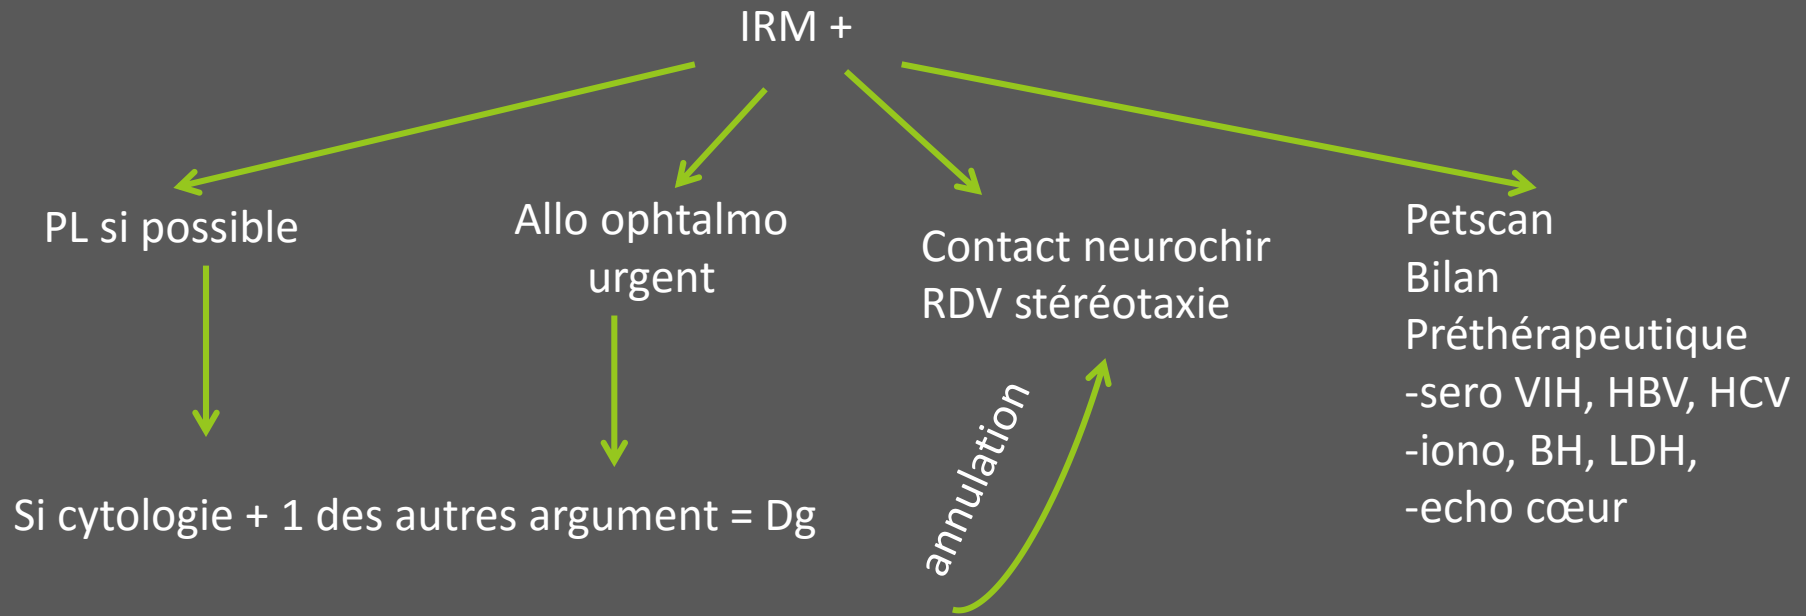 IRM +
PL si possible
Allo ophtalmo
urgent
Contact neurochir
RDV stéréotaxie
Petscan
Bilan
Préthérapeutique
-sero VIH, HBV, HCV
-iono, BH, LDH,
-echo cœur
annulation
Si cytologie + 1 des autres argument = Dg